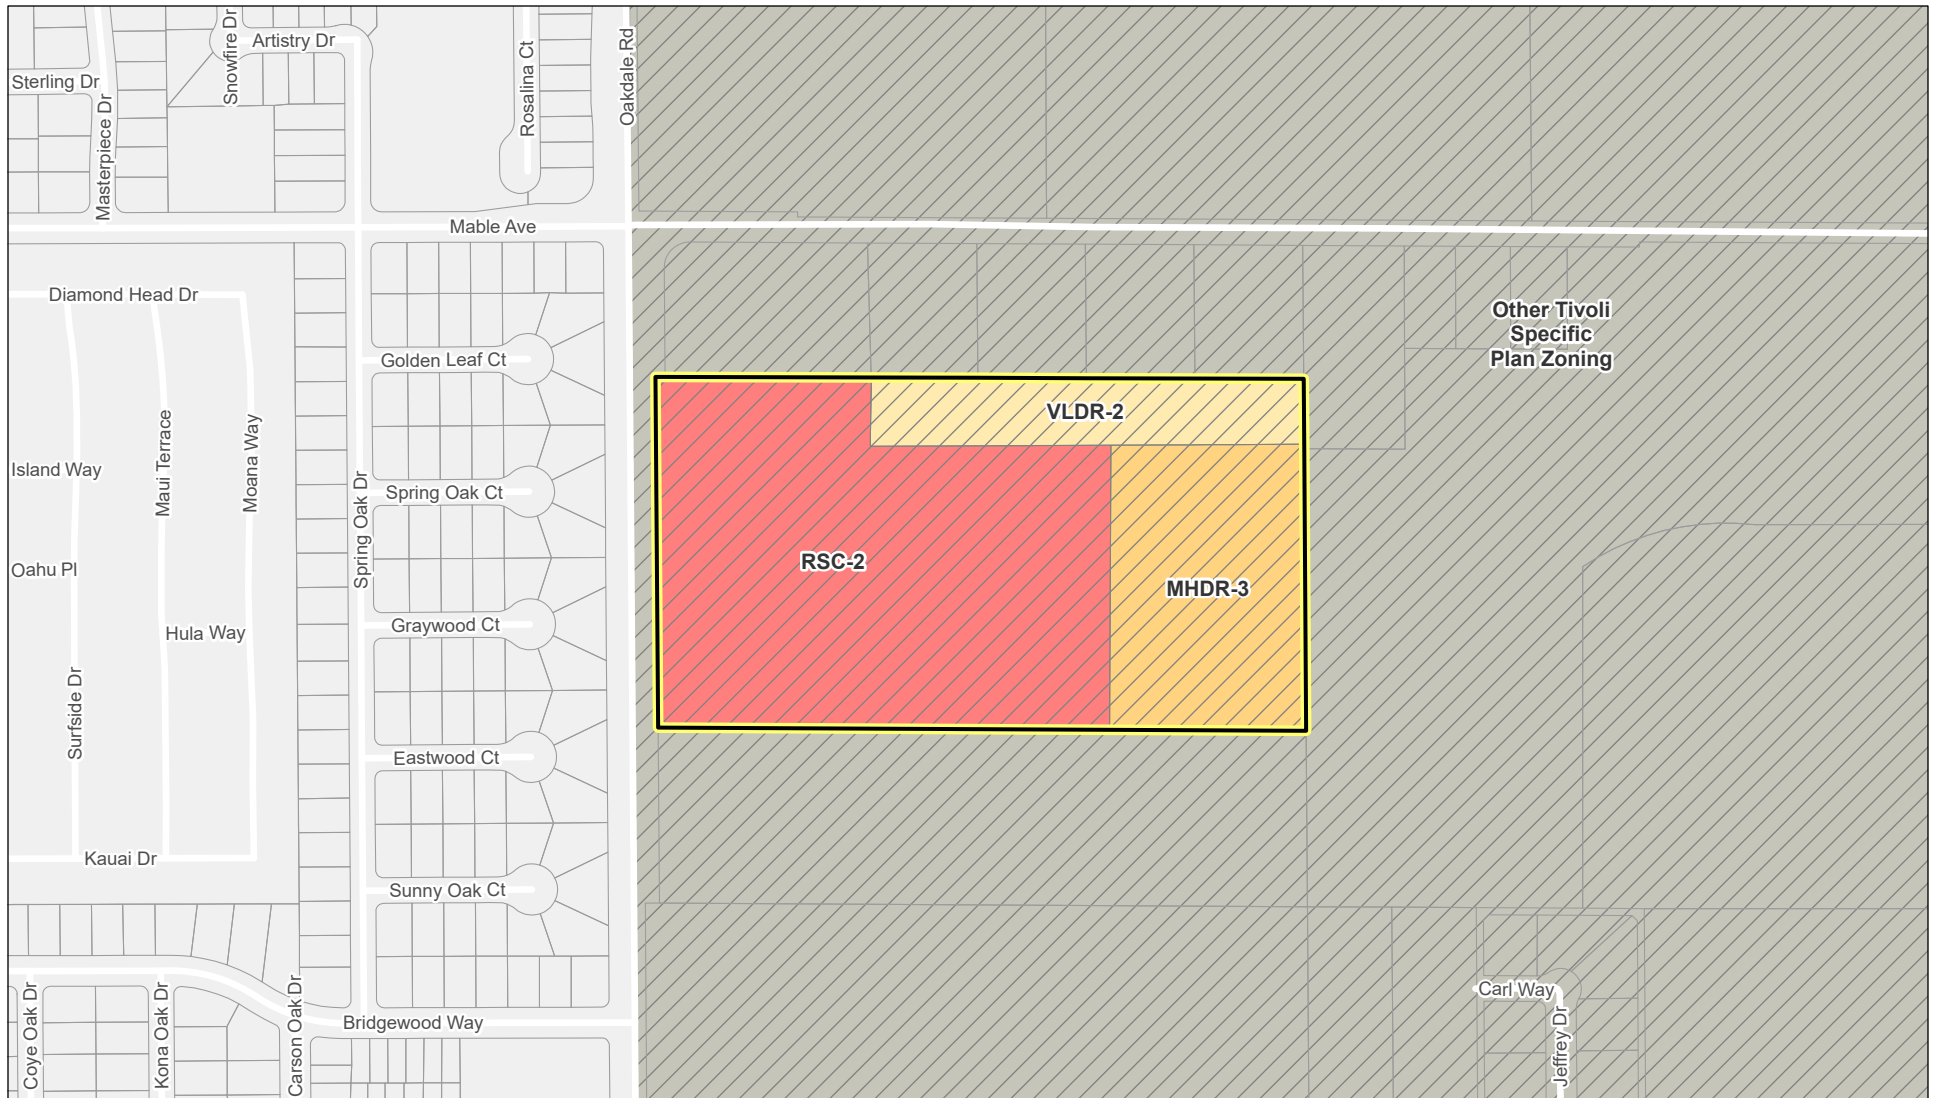 Snowfire Dr
Artistry Dr
Sterling Dr
Masterpiece Dr
Rosalina Ct
Oakdale Rd
Mable Ave
Diamond Head Dr
Other Tivoli
Specific
Plan Zoning
Golden Leaf Ct
VLDR-2
Island Way
Maui Terrace
Moana Way
Spring Oak Dr
Spring Oak Ct
Oahu Pl
RSC-2
MHDR-3
Hula Way
Graywood Ct
Surfside Dr
Eastwood Ct
Kauai Dr
Sunny Oak Ct
Coye Oak Dr
Kona Oak Dr
Carson Oak Dr
Bridgewood Way
Carl Way
Jeffrey Dr